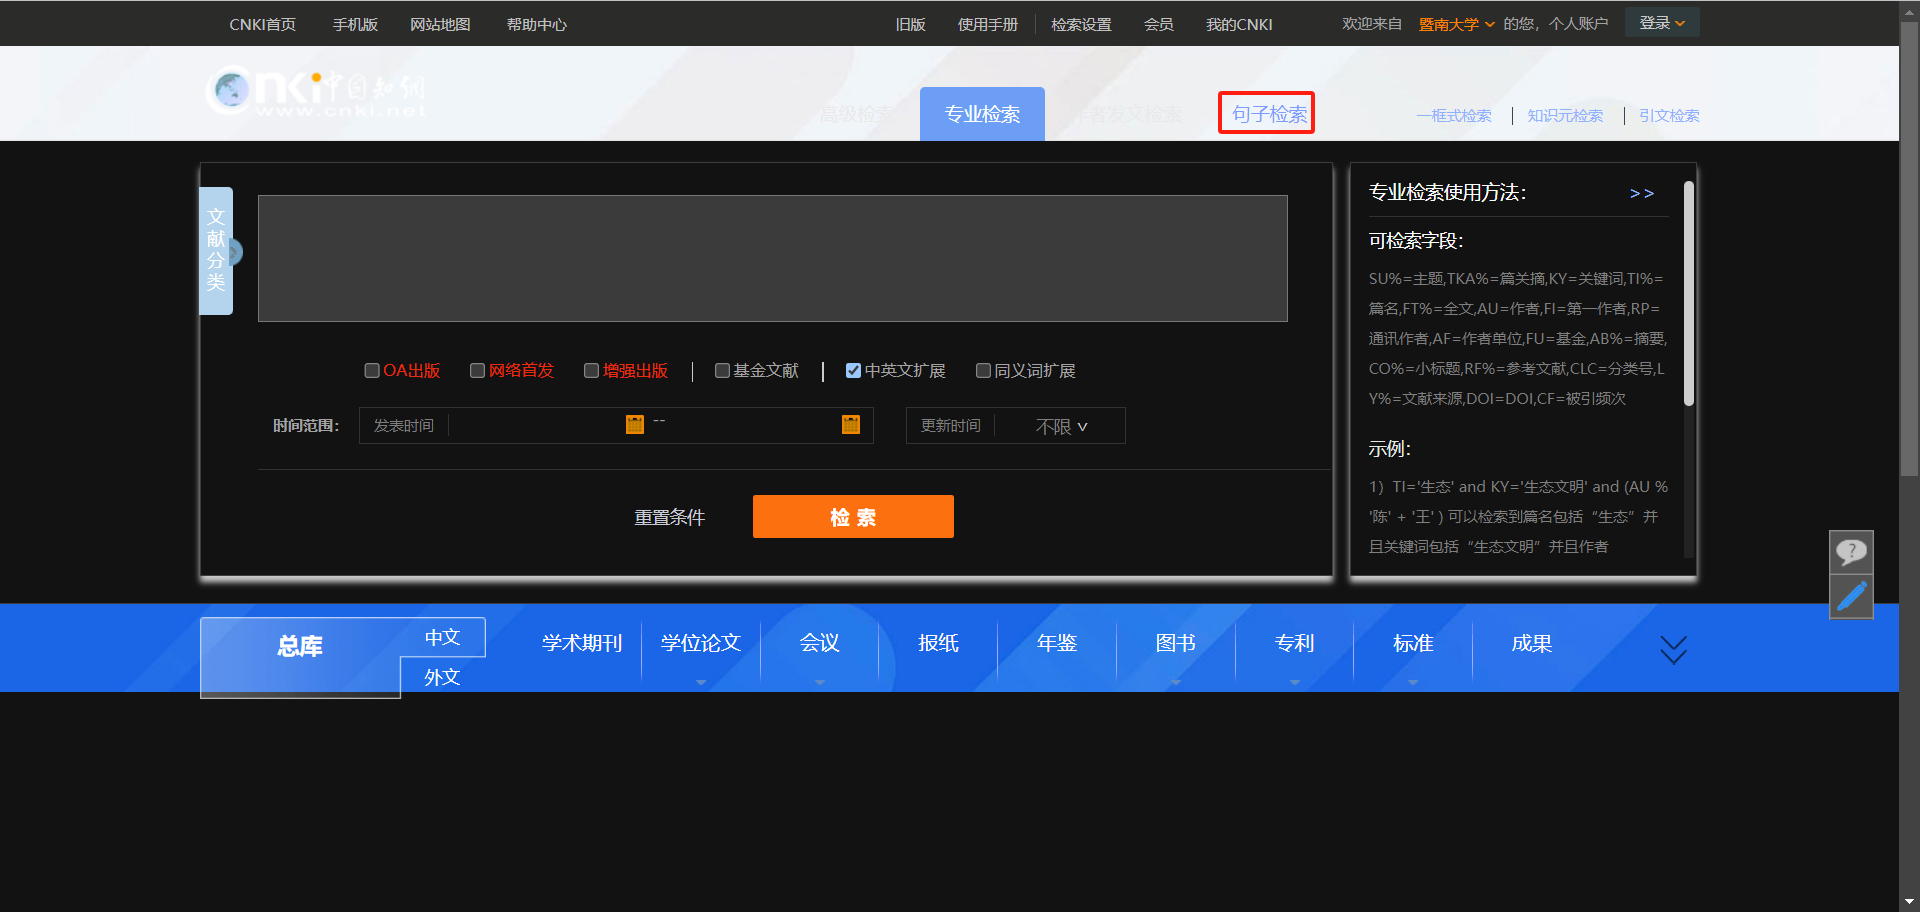 CNKI首页 手机版 网站地图 帮助中心 旧版 使用手册 检索设置 会员 我的CNKI 欢迎来自 暨南大学 的您，个人账户 登录
Cnki中国知网
www.cnki.net
高级检索 专业检索 作者发文检索 句子检索 一框式检索 知识元检索 引文检索
文献分类
OA出版 网络首发 增强出版 基金文献 中英文扩展 同义词扩展
时间范围： 发表时间 -- 更新时间 不限
重置条件 检 索
专业检索使用方法： >>
可检索字段：
SU%=主题,TKA%=篇关摘,KY=关键词,TI%=
篇名,FT%=全文,AU=作者,FI=第一作者,RP=
通讯作者,AF=作者单位,FU=基金,AB%=摘要,
CO%=小标题,RF%=参考文献,CLC=分类号,L
Y%=文献来源,DOI=DOI,CF=被引频次
示例：
1）TI='生态' and KY='生态文明' and (AU %
'陈' + '王' ) 可以检索到篇名包括“生态”并
且关键词包括“生态文明”并且作者
总库 中文 学术期刊 学位论文 会议 报纸 年鉴 图书 专利 标准 成果
外文